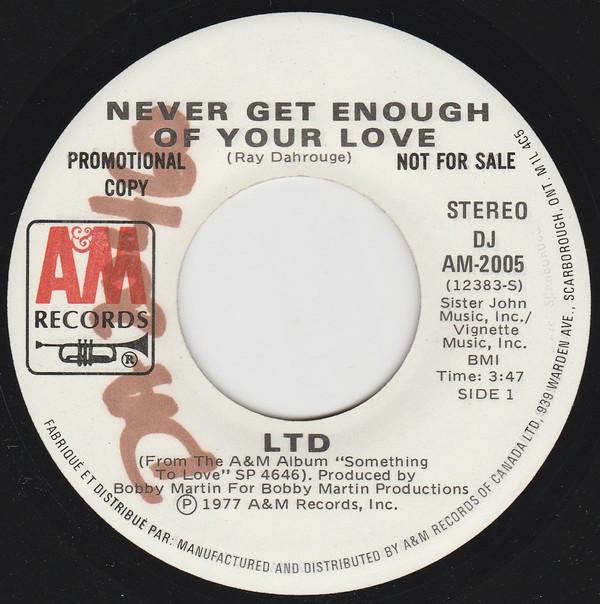 NEVER GET ENOUGH
OF YOUR LOVE
(Ray Dahrouge)
PROMOTIONAL
COPY
NOT FOR SALE
A&M
RECORDS
®
STEREO
DJ
AM-2005
(12383-S)
Sister John
Music, Inc./
Vignette
Music, Inc.
BMI
Time: 3:47
SIDE 1
LTD
(From The A&M Album "Something
To Love" SP 4646). Produced by
Bobby Martin For Bobby Martin Productions
Ⓟ 1977 A&M Records, Inc.
FABRIQUÉ ET DISTRIBUÉ PAR: MANUFACTURED AND DISTRIBUTED BY A&M RECORDS OF CANADA LTD, 939 WARDEN AVE., SCARBOROUGH, ONT. M1L 4C5